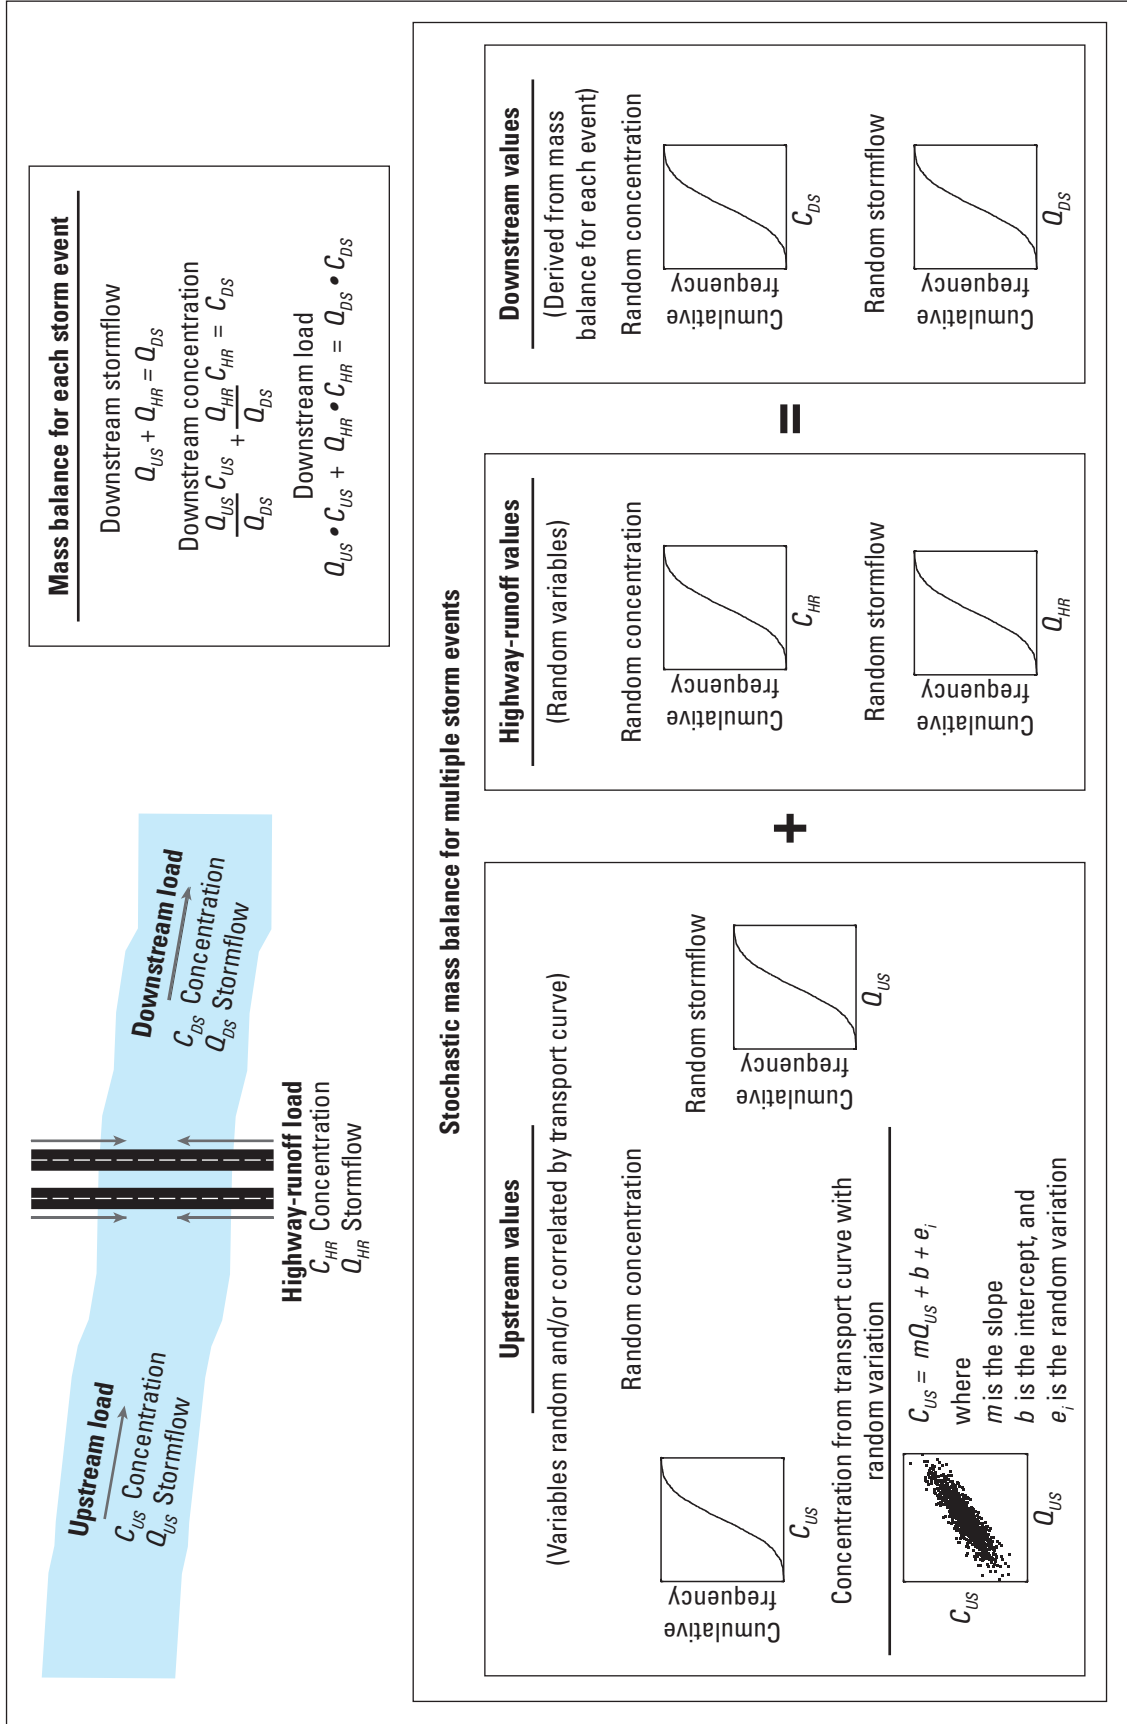 Upstream load
C_US Concentration
Q_US Stormflow
Highway-runoff load
C_HR Concentration
Q_HR Stormflow
Downstream load
C_DS Concentration
Q_DS Stormflow
Mass balance for each storm event
Downstream stormflow
Q_US + Q_HR = Q_DS
Downstream concentration
Q_US C_US / Q_DS + Q_HR C_HR / Q_DS = C_DS
Downstream load
Q_US • C_US + Q_HR • C_HR = Q_DS • C_DS
Stochastic mass balance for multiple storm events
Upstream values
(Variables random and/or correlated by transport curve)
Random concentration
Cumulative
frequency
C_US
Random stormflow
Cumulative
frequency
Q_US
Concentration from transport curve with
random variation
C_US
Q_US
C_US = mQ_US + b + e_i
where
m is the slope
b is the intercept, and
e_i is the random variation
+
Highway-runoff values
(Random variables)
Random concentration
Cumulative
frequency
C_HR
Random stormflow
Cumulative
frequency
Q_HR
=
Downstream values
(Derived from mass
balance for each event)
Random concentration
Cumulative
frequency
C_DS
Random stormflow
Cumulative
frequency
Q_DS